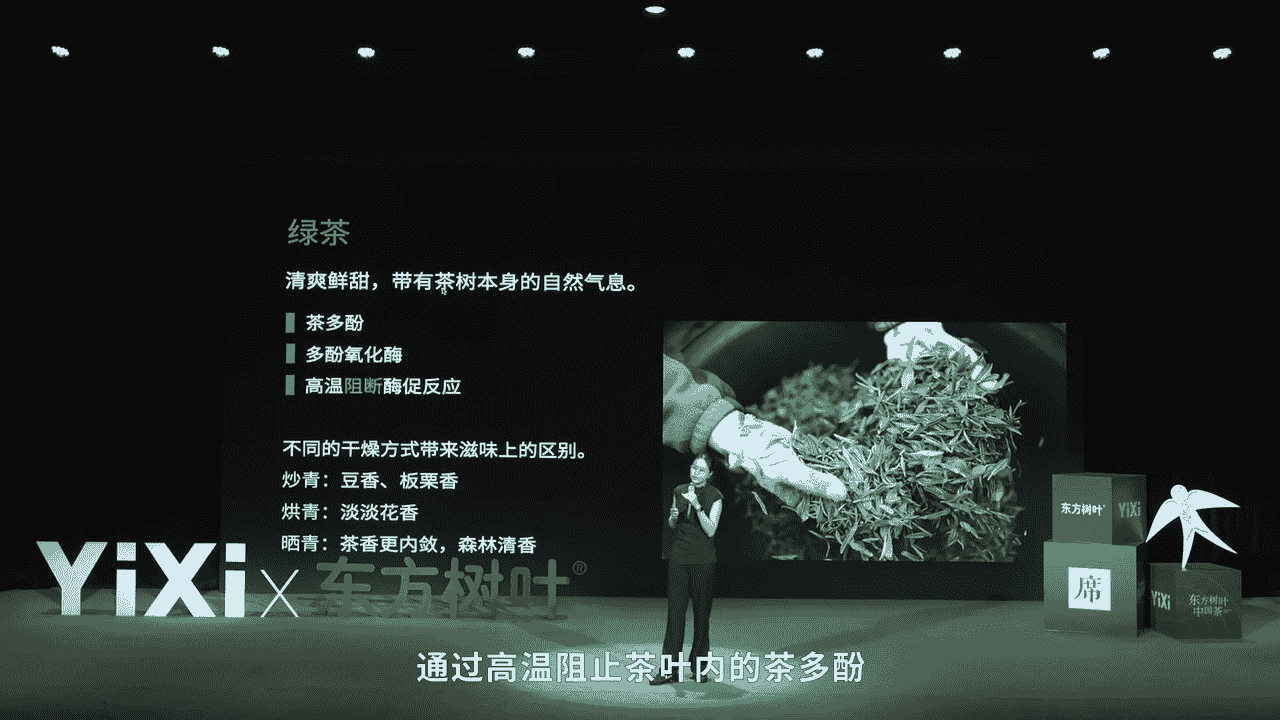 绿茶
清爽鲜甜，带有茶树本身的自然气息。
茶多酚
多酚氧化酶
高温阻断酶促反应
不同的干燥方式带来滋味上的区别。
炒青：豆香、板栗香
烘青：淡淡花香
晒青：茶香更内敛，森林清香
YiXi×东方树叶®
东方树叶 YiXi
席
YiXi 东方树叶
中国茶
通过高温阻止茶叶内的茶多酚